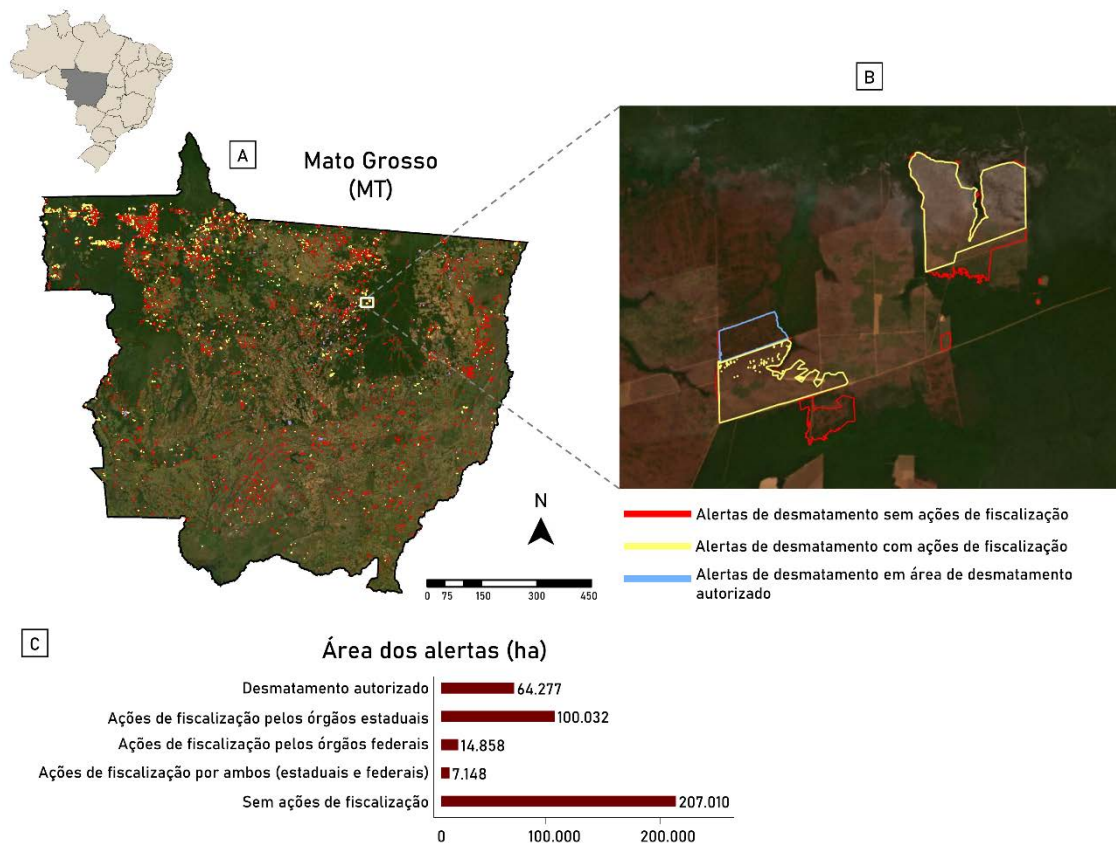 A
Mato Grosso
(MT)
B
N
0 75 150 300 450
Alertas de desmatamento sem ações de fiscalização
Alertas de desmatamento com ações de fiscalização
Alertas de desmatamento em área de desmatamento
autorizado
C
Área dos alertas (ha)
Desmatamento autorizado 64.277
Ações de fiscalização pelos órgãos estaduais 100.032
Ações de fiscalização pelos órgãos federais 14.858
Ações de fiscalização por ambos (estaduais e federais) 7.148
Sem ações de fiscalização 207.010
0 100.000 200.000